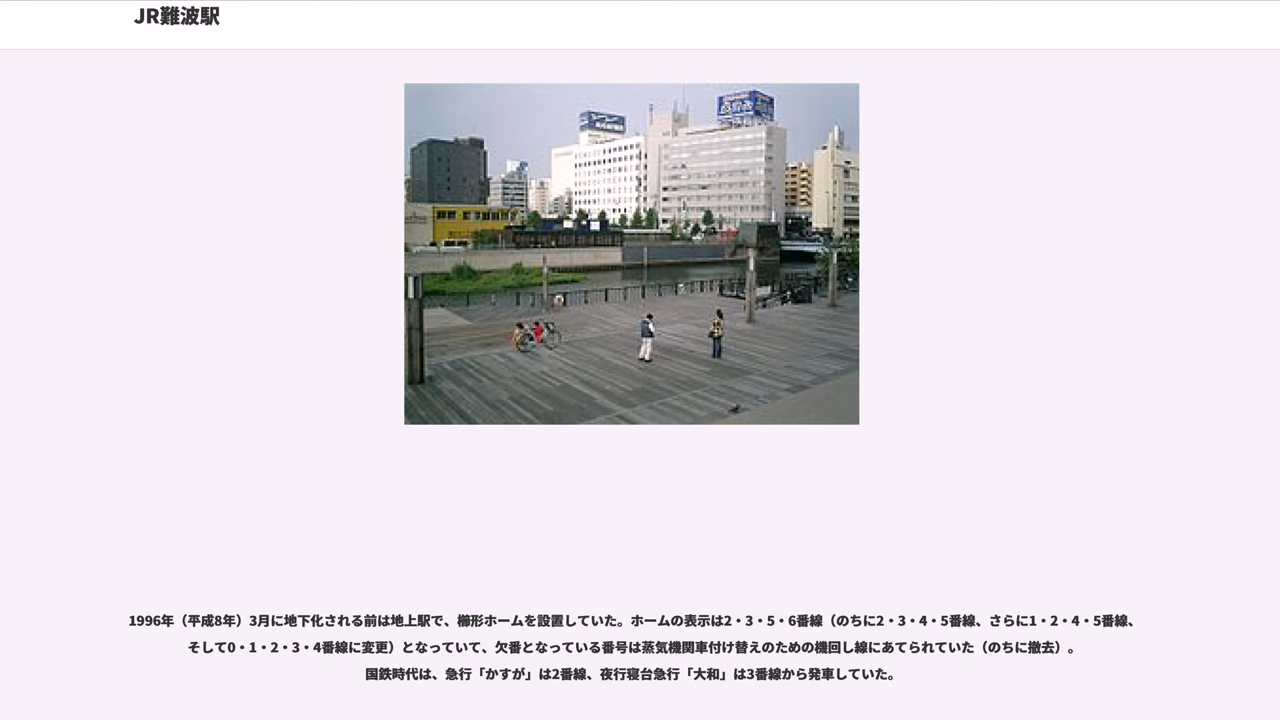 JR難波駅
1996年（平成8年）3月に地下化される前は地上駅で、櫛形ホームを設置していた。ホームの表示は2・3・5・6番線（のちに2・3・4・5番線、さらに1・2・4・5番線、
そして0・1・2・3・4番線に変更）となっていて、欠番となっている番号は蒸気機関車付け替えのための機回し線にあてられていた（のちに撤去）。
国鉄時代は、急行「かすが」は2番線、夜行寝台急行「大和」は3番線から発車していた。